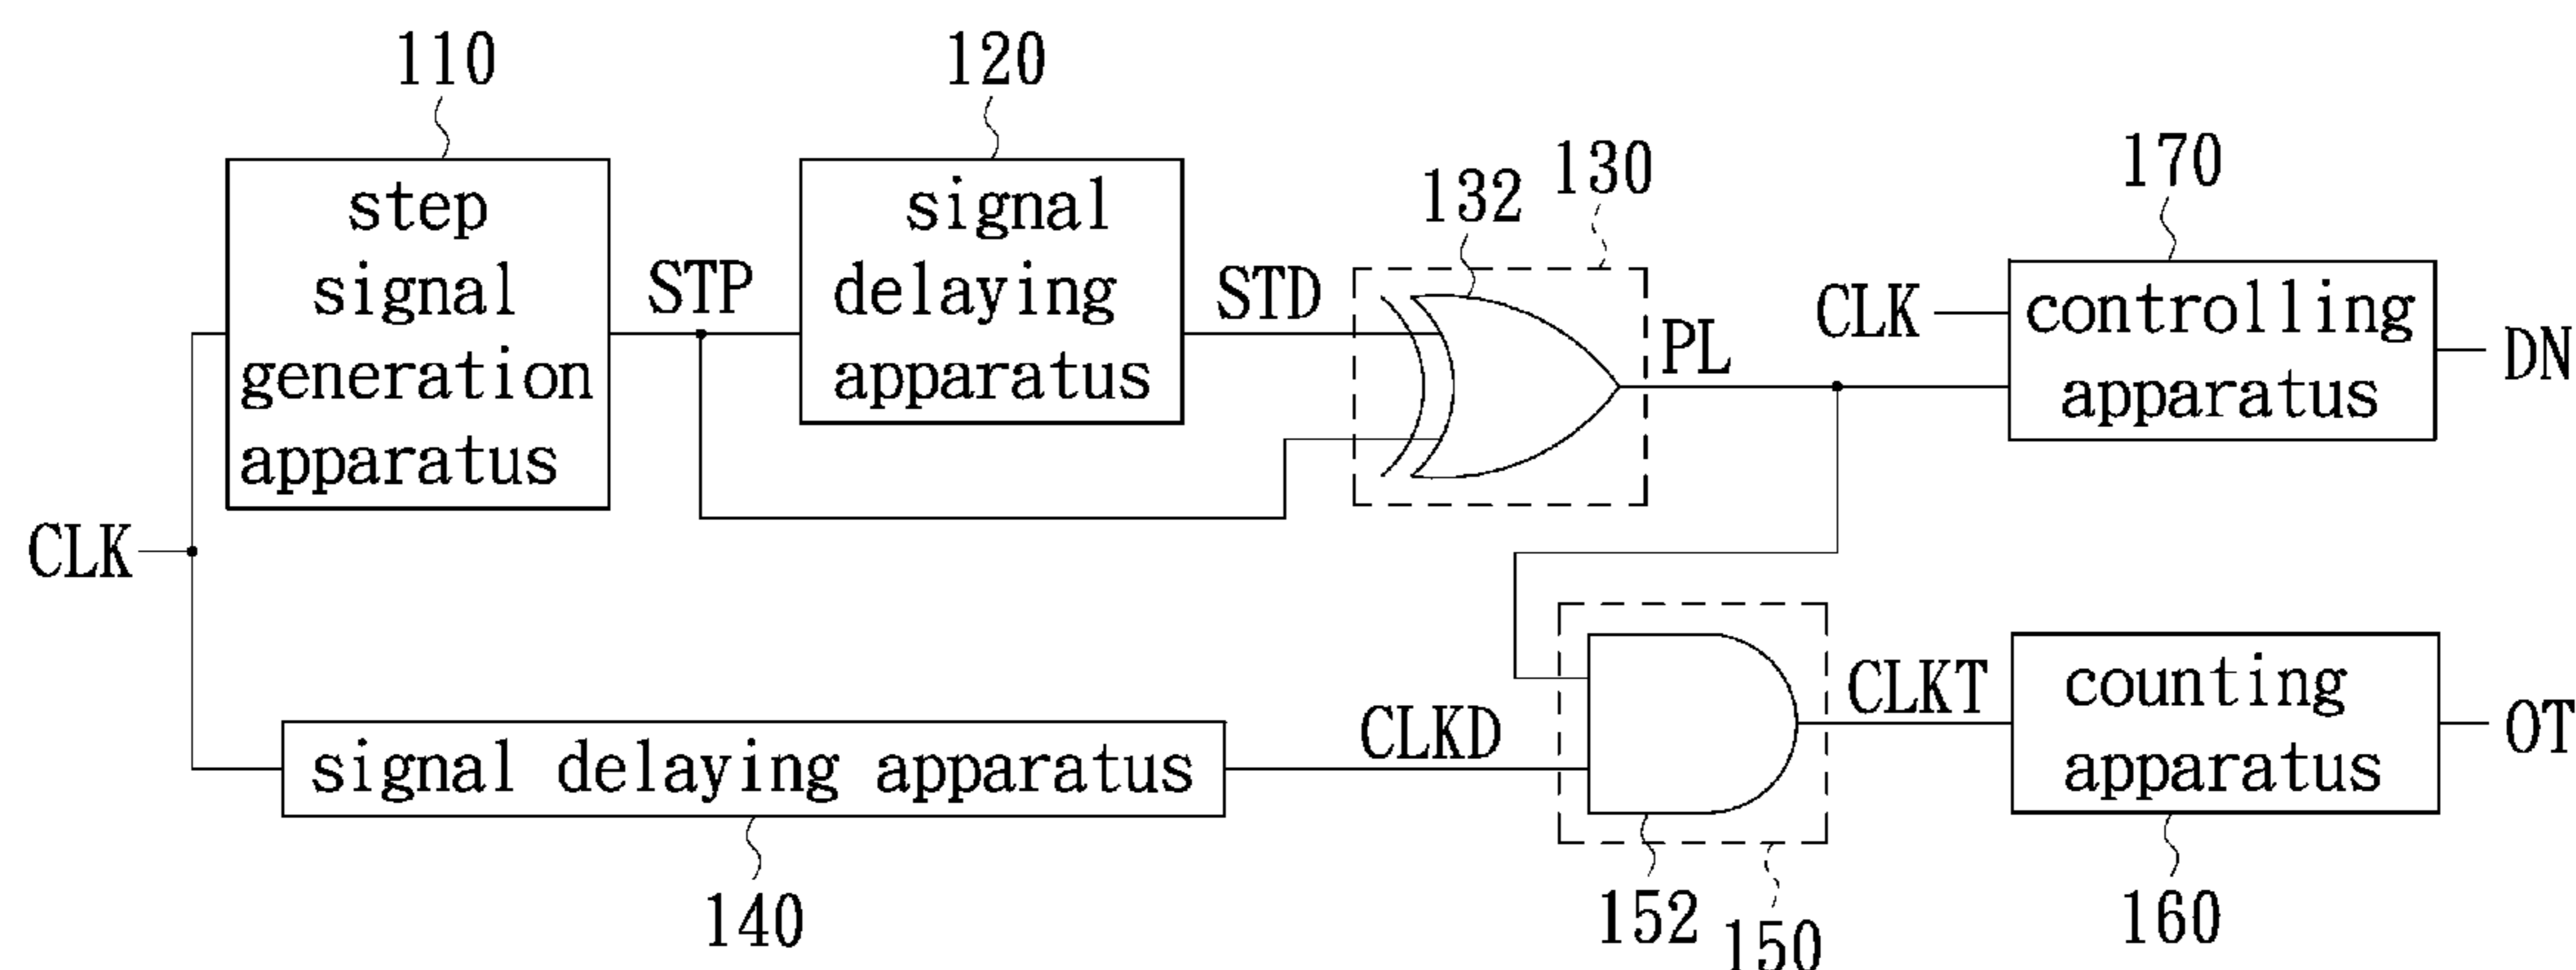 110
120
130
132
170
step
signal
generation
apparatus
STP
signal
delaying
apparatus
STD
PL
CLK
controlling
apparatus
DN
CLK
signal delaying apparatus
CLKD
CLKT
counting
apparatus
OT
140
152
150
160